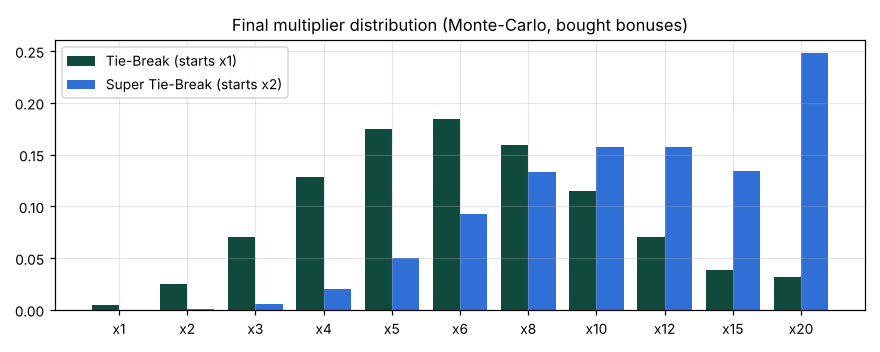 Final multiplier distribution (Monte-Carlo, bought bonuses)
Tie-Break (starts x1)
Super Tie-Break (starts x2)
0.25
0.20
0.15
0.10
0.05
0.00
x1 x2 x3 x4 x5 x6 x8 x10 x12 x15 x20